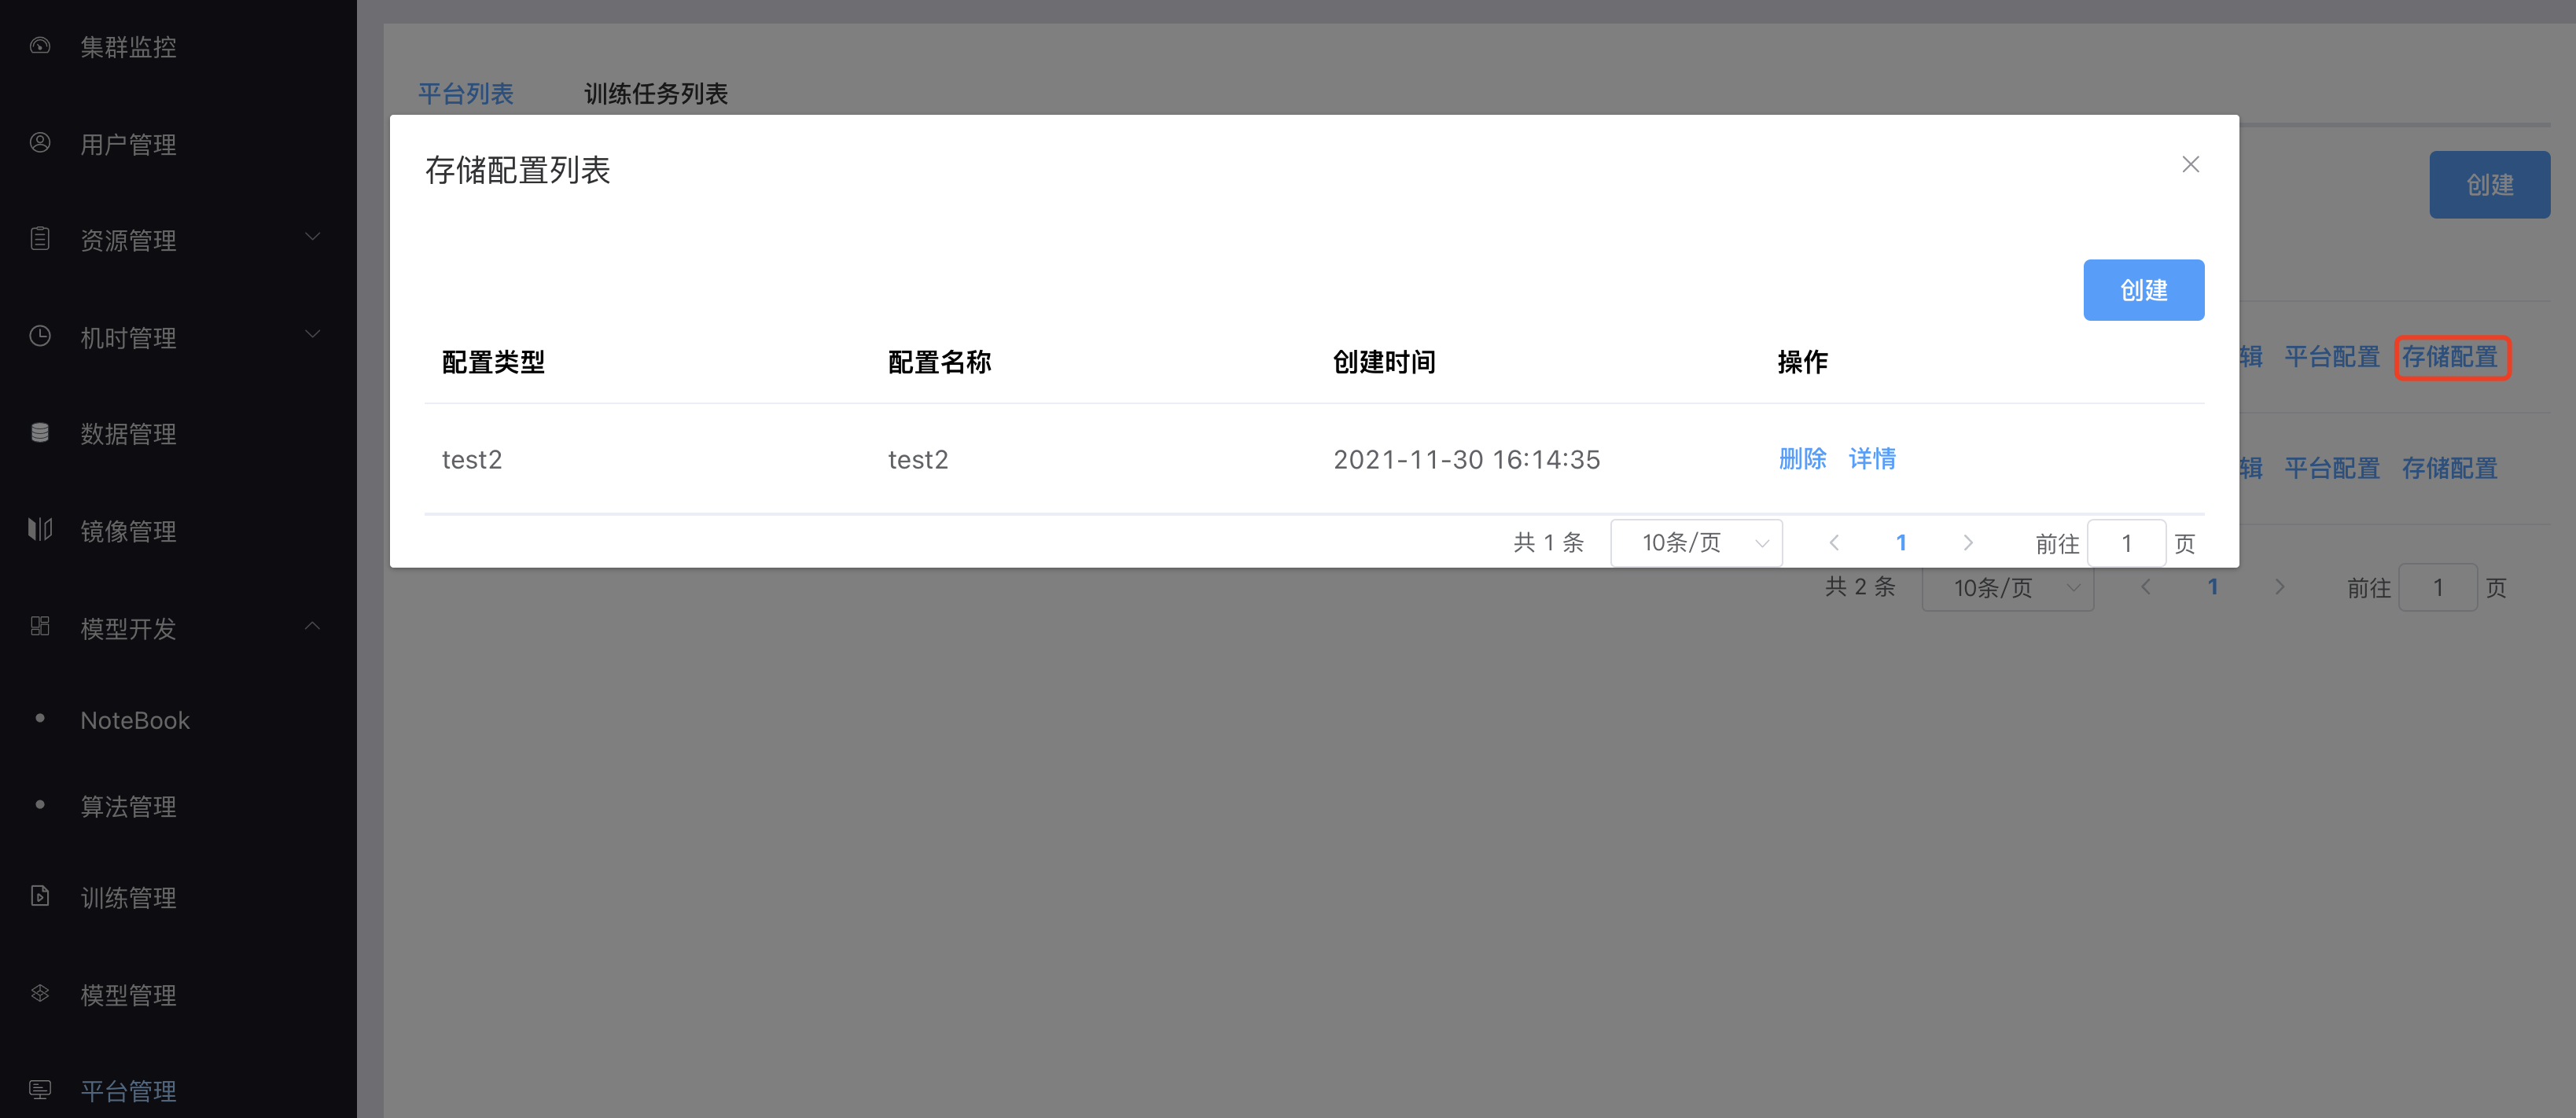 集群监控
用户管理
资源管理
机时管理
数据管理
镜像管理
模型开发
NoteBook
算法管理
训练管理
模型管理
平台管理
平台列表 训练任务列表
创建
存储配置列表
创建
配置类型 配置名称 创建时间 操作
test2 test2 2021-11-30 16:14:35 删除 详情
共 1 条 10条/页 1 前往 1 页
辑 平台配置 存储配置
辑 平台配置 存储配置
共 2 条 10条/页 1 前往 1 页